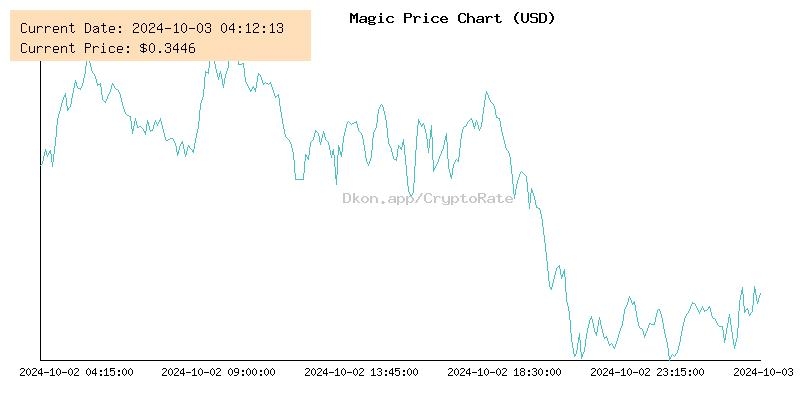 Magic Price Chart (USD)
Current Date: 2024-10-03 04:12:13
Current Price: $0.3446
Dkon.app/CryptoRate
2024-10-02 04:15:00 2024-10-02 09:00:00 2024-10-02 13:45:00 2024-10-02 18:30:00 2024-10-02 23:15:00 2024-10-03